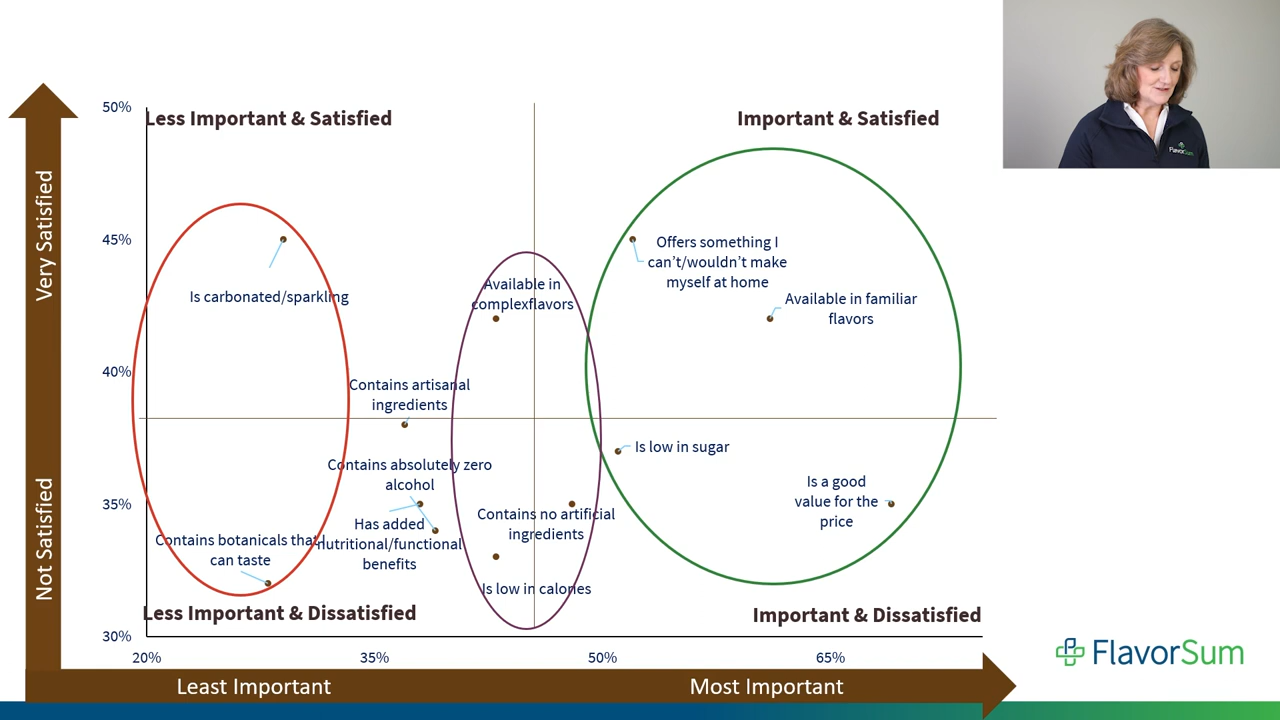 50%
Less Important & Satisfied
Important & Satisfied
Very Satisfied
45%
Offers something I
can't/wouldn't make
myself at home
Is carbonated/sparkling
Available in
complexflavors
Available in familiar
flavors
40%
Contains artisanal
ingredients
Is low in sugar
Not Satisfied
35%
Contains absolutely zero
alcohol
Is a good
value for the
price
Contains no artificial
ingredients
Has added
nutritional/functional
benefits
Contains botanicals that I
can taste
Is low in calories
Less Important & Dissatisfied
Important & Dissatisfied
30%
20%
35%
50%
65%
Least Important
Most Important
FlavorSum
FlavorSum